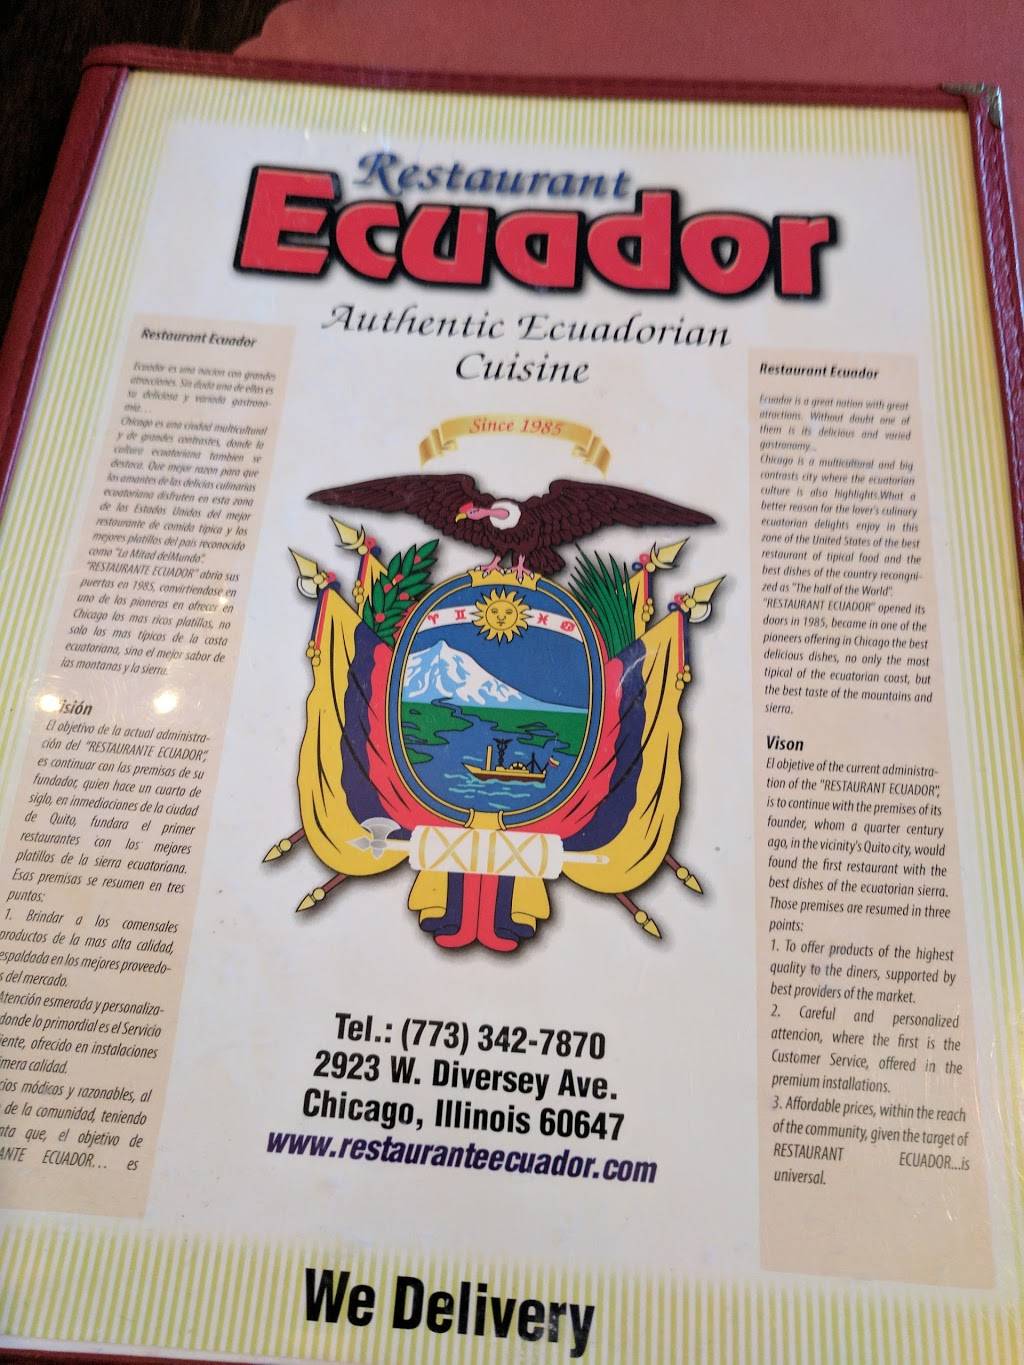 Restaurant
Ecuador
Authentic Ecuadorian
Cuisine
Since 1985
Restaurant Ecuador
Ecuador es una nacion con grandes
atracciones. Sin duda una de ellas es
su deliciosa y variada gastrono-
mia...
Chicago es una ciudad multicultural
y de grandes contrastes, donde la
cultura ecuatoriana tambien se
destaca. Que mejor razon para que
los amantes de las delicias culinarias
ecuatoriana disfruten en esta zona
de los Estados Unidos del mejor
restaurante de comida tipica y los
mejores platillos del pais reconocido
como "La Mitad delMundo".
"RESTAURANTE ECUADOR" abrio sus
puertas en 1985, convirtiendose en
uno de los pioneros en ofrecer en
Chicago los mas ricos platillos, no
solo los mas tipicos de la costa
ecuatoriana, sino el mejor sabor de
las montanas y la sierra.
isión
El objetivo de la actual administra-
ción del "RESTAURANTE ECUADOR",
es continuar con las premisas de su
fundador, quien hace un cuarto de
siglo, en inmediaciones de la ciudad
de Quito, fundara el primer
restaurantes con los mejores
platillos de la sierra ecuatoriana.
Esas premisas se resumen en tres
puntos:
1. Brindar a los comensales
productos de la mas alta calidad,
espaldada en los mejores proveedo-
s del mercado.
Atención esmerada y personaliza-
donde lo primordial es el Servicio
iente, ofrecido en instalaciones
imera calidad.
cios módicos y razonables, al
de la comunidad, teniendo
nta que, el objetivo de
ANTE ECUADOR... es
Restaurant Ecuador
Ecuador is a great nation with great
atractions. Without doubt one of
them is its delicious and varied
gastronomy...
Chicago is a multicultural and big
contrasts city where the ecuatorian
culture is also highlights.What a
better reason for the lover's culinary
ecuatorian delights enjoy in this
zone of the United States of the best
restaurant of tipical food and the
best dishes of the country recogni-
zed as "The half of the World".
"RESTAURANT ECUADOR" opened its
doors in 1985, became in one of the
pioneers offering in Chicago the best
delicious dishes, no only the most
tipical of the ecuatorian coast, but
the best taste of the mountains and
sierra.
Vison
El objetive of the current administra-
tion of the "RESTAURANT ECUADOR",
is to continue with the premises of its
founder, whom a quarter century
ago, in the vicinity's Quito city, would
found the first restaurant with the
best dishes of the ecuatorian sierra.
Those premises are resumed in three
points:
1. To offer products of the highest
quality to the diners, supported by
best providers of the market.
2. Careful and personalized
attencion, where the first is the
Customer Service, offered in the
premium installations.
3. Affordable prices, within the reach
of the community, given the target of
RESTAURANT ECUADOR...is
universal.
Tel.: (773) 342-7870
2923 W. Diversey Ave.
Chicago, Illinois 60647
www.restauranteecuador.com
We Delivery